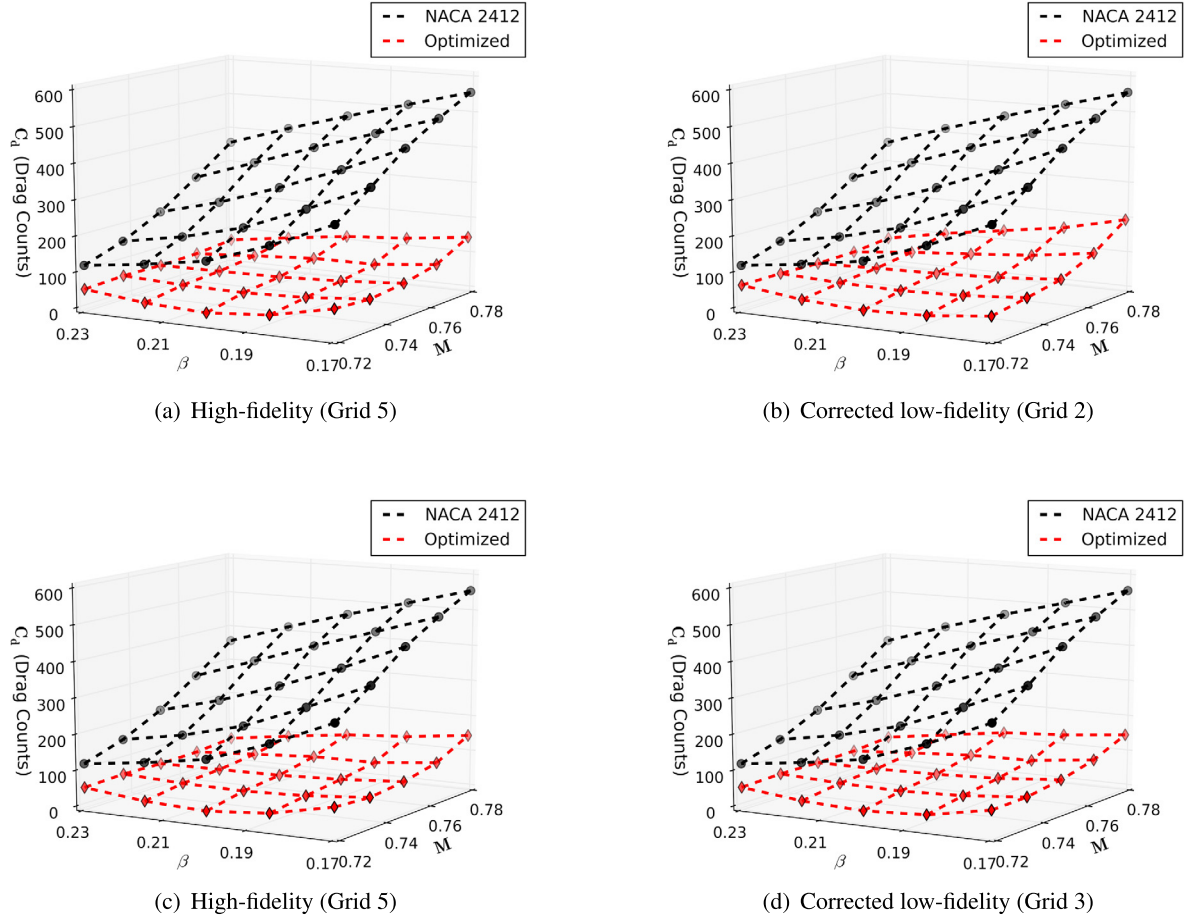 NACA 2412
Optimized
600
500
400
300
200
100
0
C_d (Drag Counts)
0.23
0.21
0.19
0.17
β
0.72
0.74
0.76
0.78
M
(a) High-fidelity (Grid 5)
NACA 2412
Optimized
600
500
400
300
200
100
0
C_d (Drag Counts)
0.23
0.21
0.19
0.17
β
0.72
0.74
0.76
0.78
M
(b) Corrected low-fidelity (Grid 2)
NACA 2412
Optimized
600
500
400
300
200
100
0
C_d (Drag Counts)
0.23
0.21
0.19
0.17
β
0.72
0.74
0.76
0.78
M
(c) High-fidelity (Grid 5)
NACA 2412
Optimized
600
500
400
300
200
100
0
C_d (Drag Counts)
0.23
0.21
0.19
0.17
β
0.72
0.74
0.76
0.78
M
(d) Corrected low-fidelity (Grid 3)